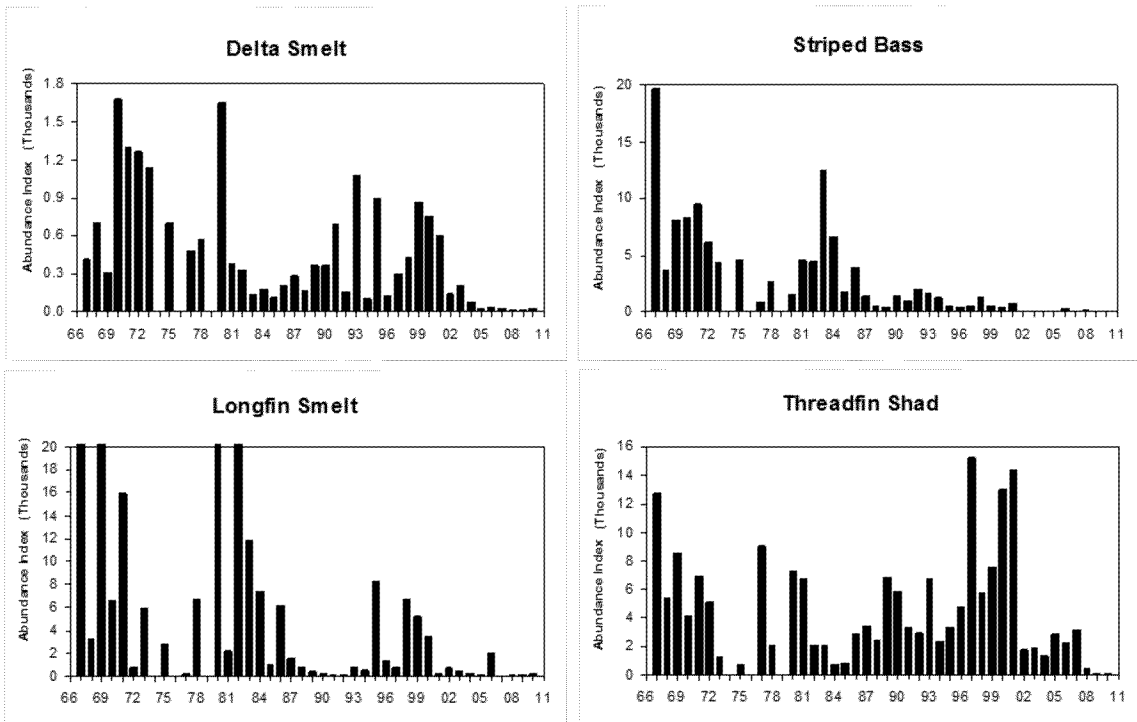 Delta Smelt
Abundance Index (Thousands)
1.8
1.5
1.2
0.9
0.6
0.3
0.0
66 69 72 75 78 81 84 87 90 93 96 99 02 05 08 11
Striped Bass
Abundance Index (Thousands)
20
15
10
5
0
66 69 72 75 78 81 84 87 90 93 96 99 02 05 08 11
Longfin Smelt
Abundance Index (Thousands)
20
18
16
14
12
10
8
6
4
2
0
66 69 72 75 78 81 84 87 90 93 96 99 02 05 08 11
Threadfin Shad
Abundance Index (Thousands)
16
14
12
10
8
6
4
2
0
66 69 72 75 78 81 84 87 90 93 96 99 02 05 08 11